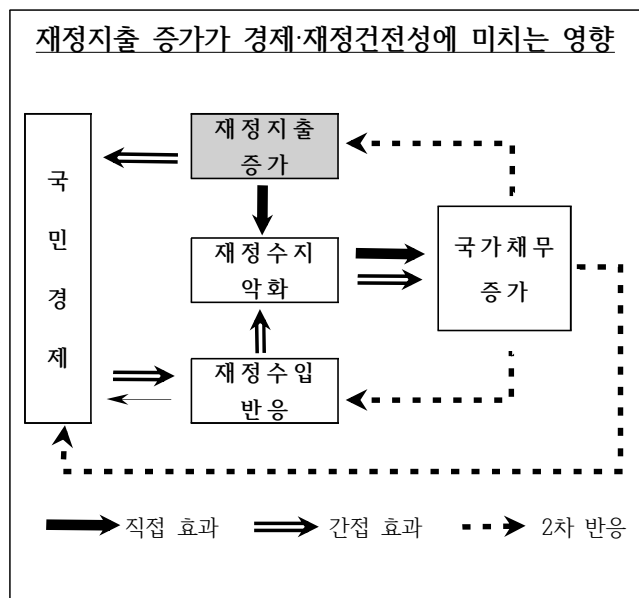 재정지출 증가가 경제·재정건전성에 미치는 영향
재정지출
증가
국
민
경
제
재정수지
악화
국가채무
증가
재정수입
반응
직접 효과
간접 효과
2차 반응